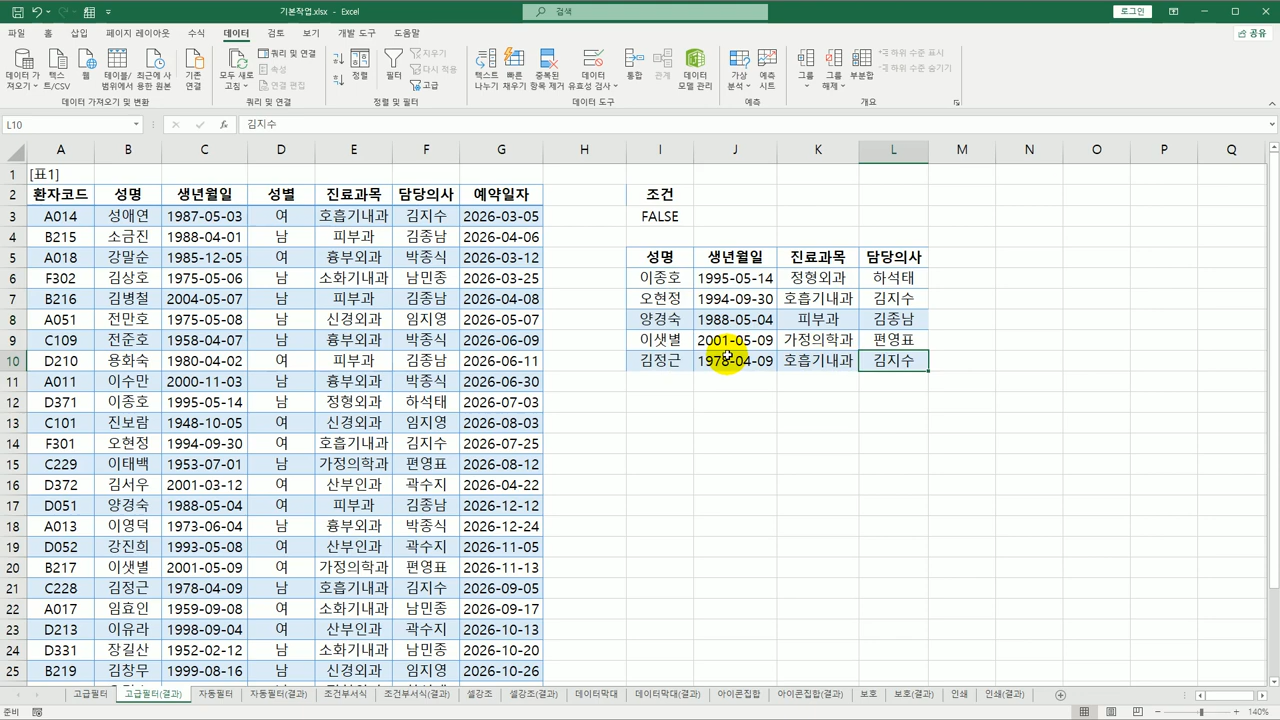 기본작업.xlsx - Excel
검색
로그인
파일 홈 삽입 페이지 레이아웃 수식 데이터 검토 보기 개발 도구 도움말
공유
데이터 가져오기
텍스트/CSV
웹
테이블/범위에서
최근에 사용한 원본
기존 연결
모두 새로 고침
쿼리 및 연결
속성
연결 편집
정렬
필터
지우기
다시 적용
고급
텍스트 나누기
빠른 채우기
중복된 항목 제거
데이터 유효성 검사
통합
관계
데이터 모델 관리
가상 분석
예측 시트
그룹
그룹 해제
부분합
하위 수준 표시
하위 수준 숨기기
데이터 가져오기 및 변환 쿼리 및 연결 정렬 및 필터 데이터 도구 예측 개요
L10 fx 김지수
A B C D E F G H I J K L M N O P Q
1 [표1]
2 환자코드 성명 생년월일 성별 진료과목 담당의사 예약일자 조건
3 A014 성애연 1987-05-03 여 호흡기내과 김지수 2026-03-05 FALSE
4 B215 소금진 1988-04-01 남 피부과 김종남 2026-04-06
5 A018 강말순 1985-12-05 여 흉부외과 박종식 2026-03-12 성명 생년월일 진료과목 담당의사
6 F302 김상호 1975-05-06 남 소화기내과 남민종 2026-03-25 이종호 1995-05-14 정형외과 하석태
7 B216 김병철 2004-05-07 남 피부과 김종남 2026-04-08 오현정 1994-09-30 호흡기내과 김지수
8 A051 전만호 1975-05-08 남 신경외과 임지영 2026-05-07 양경숙 1988-05-04 피부과 김종남
9 C109 전준호 1958-04-07 남 흉부외과 박종식 2026-06-09 이샛별 2001-05-09 가정의학과 편영표
10 D210 용화숙 1980-04-02 여 피부과 김종남 2026-06-11 김정근 1978-04-09 호흡기내과 김지수
11 A011 이수만 2000-11-03 남 흉부외과 박종식 2026-06-30
12 D371 이종호 1995-05-14 남 정형외과 하석태 2026-07-03
13 C101 진보람 1948-10-05 여 신경외과 임지영 2026-08-03
14 F301 오현정 1994-09-30 여 호흡기내과 김지수 2026-07-25
15 C229 이태백 1953-07-01 남 가정의학과 편영표 2026-08-12
16 D372 김서우 2001-03-12 여 산부인과 곽수지 2026-04-22
17 D051 양경숙 1988-05-04 여 피부과 김종남 2026-12-12
18 A013 이영덕 1973-06-04 남 흉부외과 박종식 2026-12-24
19 D052 강진희 1993-05-08 여 산부인과 곽수지 2026-11-05
20 B217 이샛별 2001-05-09 여 가정의학과 편영표 2026-11-13
21 C228 김정근 1978-04-09 남 호흡기내과 김지수 2026-09-05
22 A017 임효인 1959-09-08 여 소화기내과 남민종 2026-09-17
23 D213 이유라 1998-09-04 여 산부인과 곽수지 2026-10-13
24 D331 장길산 1952-02-12 남 소화기내과 남민종 2026-10-20
25 B219 김창무 1999-08-16 남 신경외과 임지영 2026-10-26
고급필터 고급필터(결과) 자동필터 자동필터(결과) 조건부서식 조건부서식(결과) 셀강조 셀강조(결과) 데이터막대 데이터막대(결과) 아이콘집합 아이콘집합(결과) 보호 보호(결과) 인쇄 인쇄(결과)
준비 140%